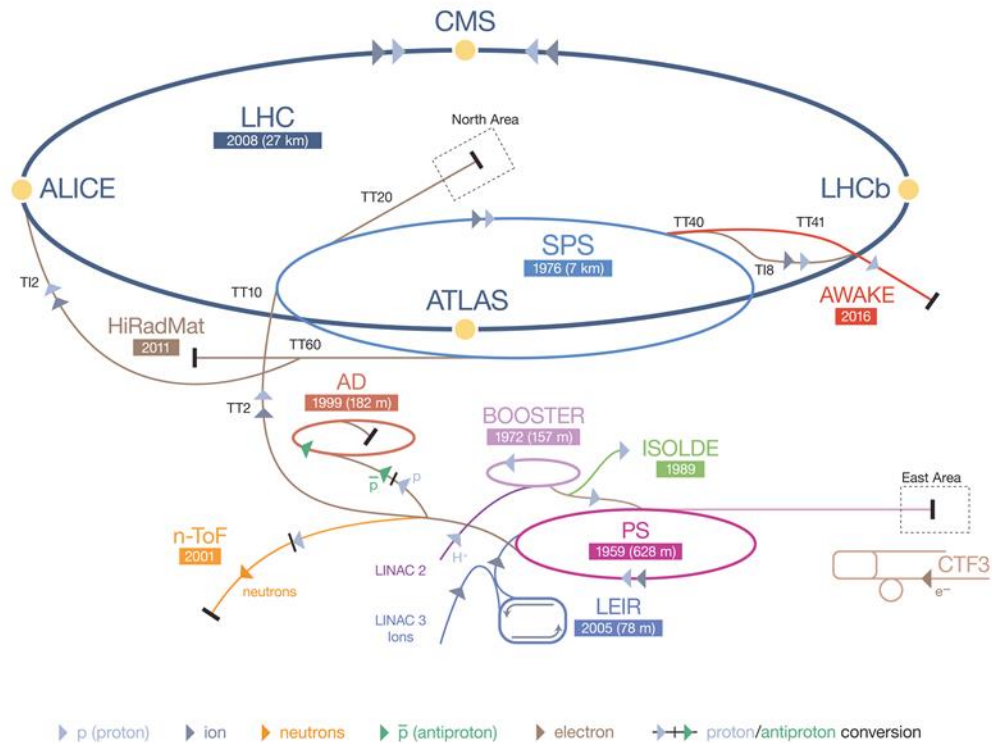 CMS
LHC
2008 (27 km)
North Area
ALICE
LHCb
TT20
TT40
TT41
SPS
1976 (7 km)
TI2
TT10
TI8
ATLAS
AWAKE
2016
HiRadMat
2011
TT60
AD
1999 (182 m)
TT2
BOOSTER
1972 (157 m)
ISOLDE
1989
p̅
p
East Area
n-ToF
2001
PS
1959 (628 m)
H⁺
LINAC 2
neutrons
CTF3
e⁻
LEIR
2005 (78 m)
LINAC 3
Ions
p (proton)
ion
neutrons
p̅ (antiproton)
electron
proton/antiproton conversion